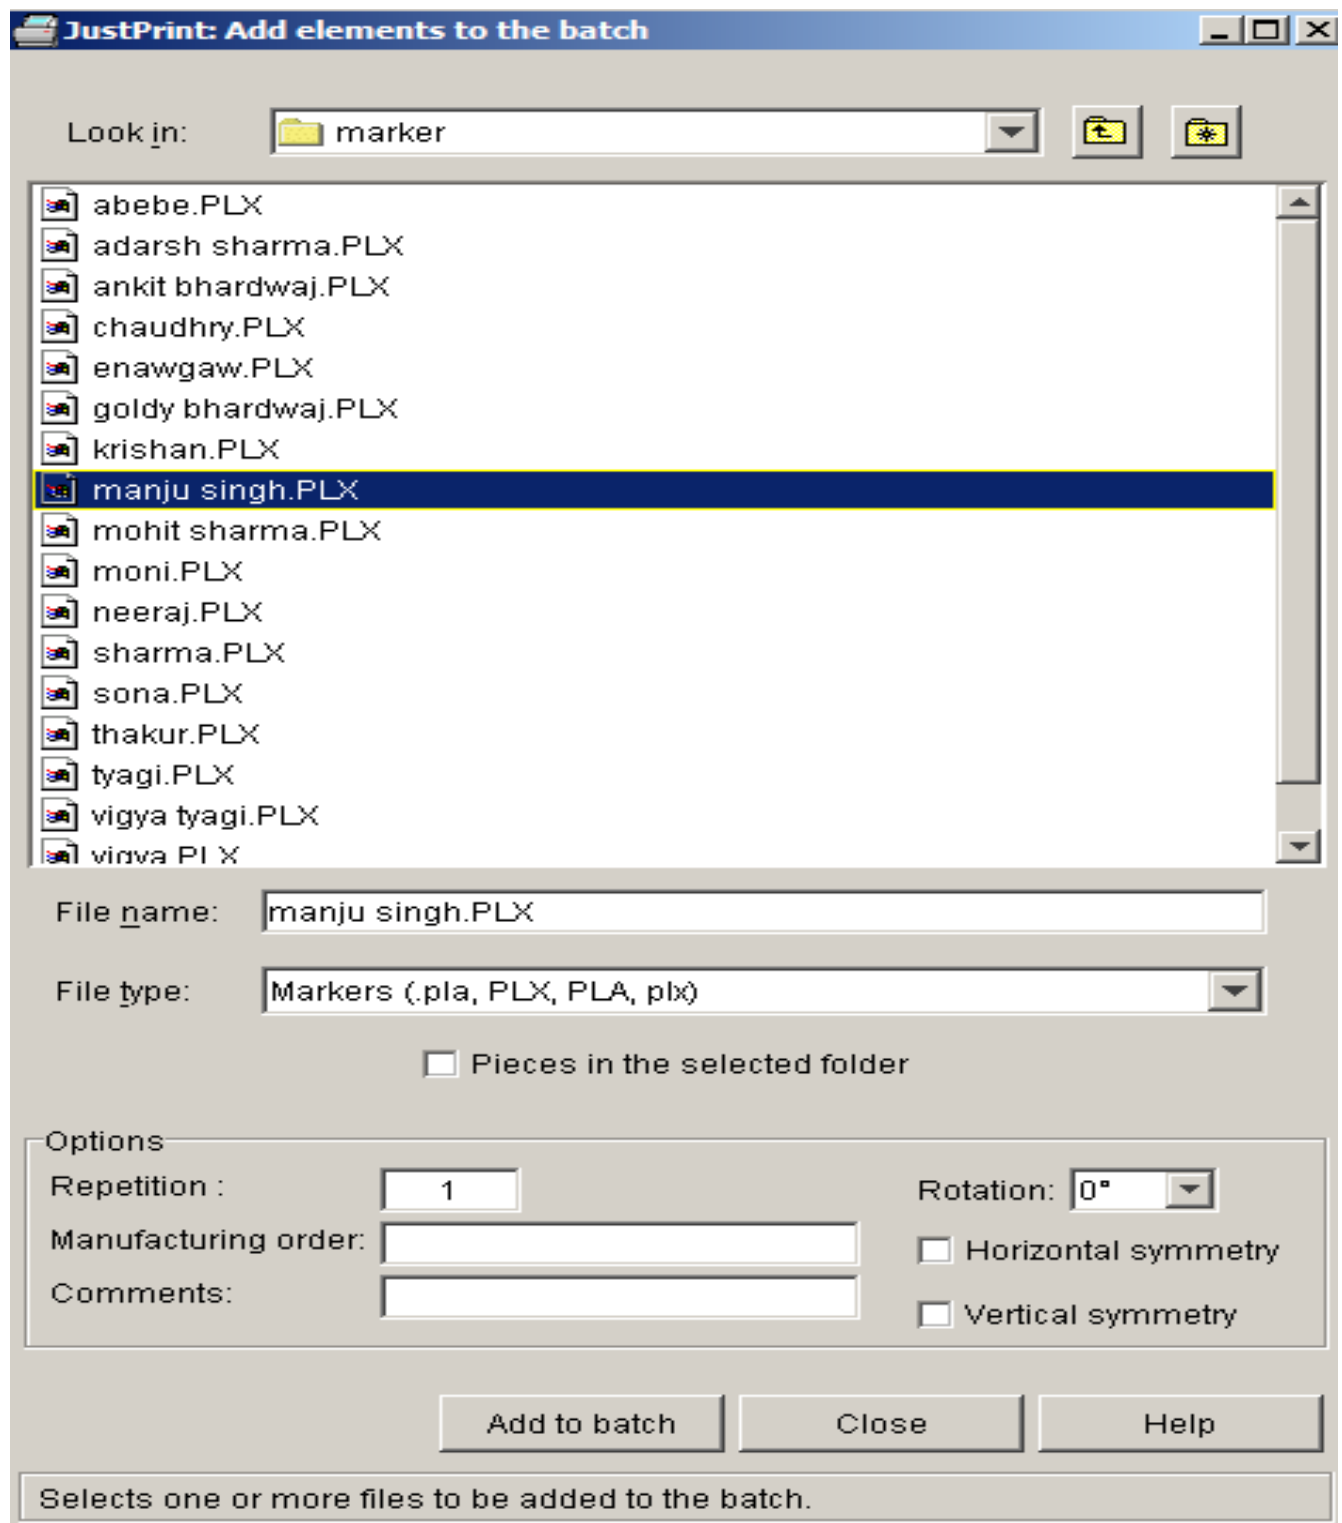 JustPrint: Add elements to the batch
Look in: marker
abebe.PLX
adarsh sharma.PLX
ankit bhardwaj.PLX
chaudhry.PLX
enawgaw.PLX
goldy bhardwaj.PLX
krishan.PLX
manju singh.PLX
mohit sharma.PLX
moni.PLX
neeraj.PLX
sharma.PLX
sona.PLX
thakur.PLX
tyagi.PLX
vigya tyagi.PLX
vigya.PLX
File name: manju singh.PLX
File type: Markers (.pla, PLX, PLA, plx)
Pieces in the selected folder
Options
Repetition : 1 Rotation: 0°
Manufacturing order:
Horizontal symmetry
Comments:
Vertical symmetry
Add to batch Close Help
Selects one or more files to be added to the batch.